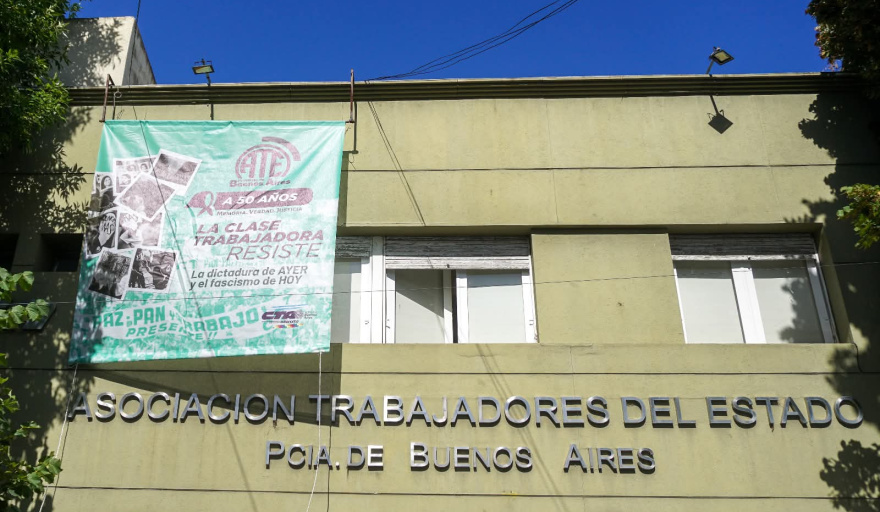 ATE
Buenos Aires
A 50 AÑOS
MEMORIA, VERDAD, JUSTICIA
LA CLASE
TRABAJADORA
RESISTE
La dictadura de AYER
y el fascismo de HOY
PAZ PAN Y TRABAJO
PRESENTE!!
CTA
ASOCIACION TRABAJADORES DEL ESTADO
PCIA. DE BUENOS AIRES